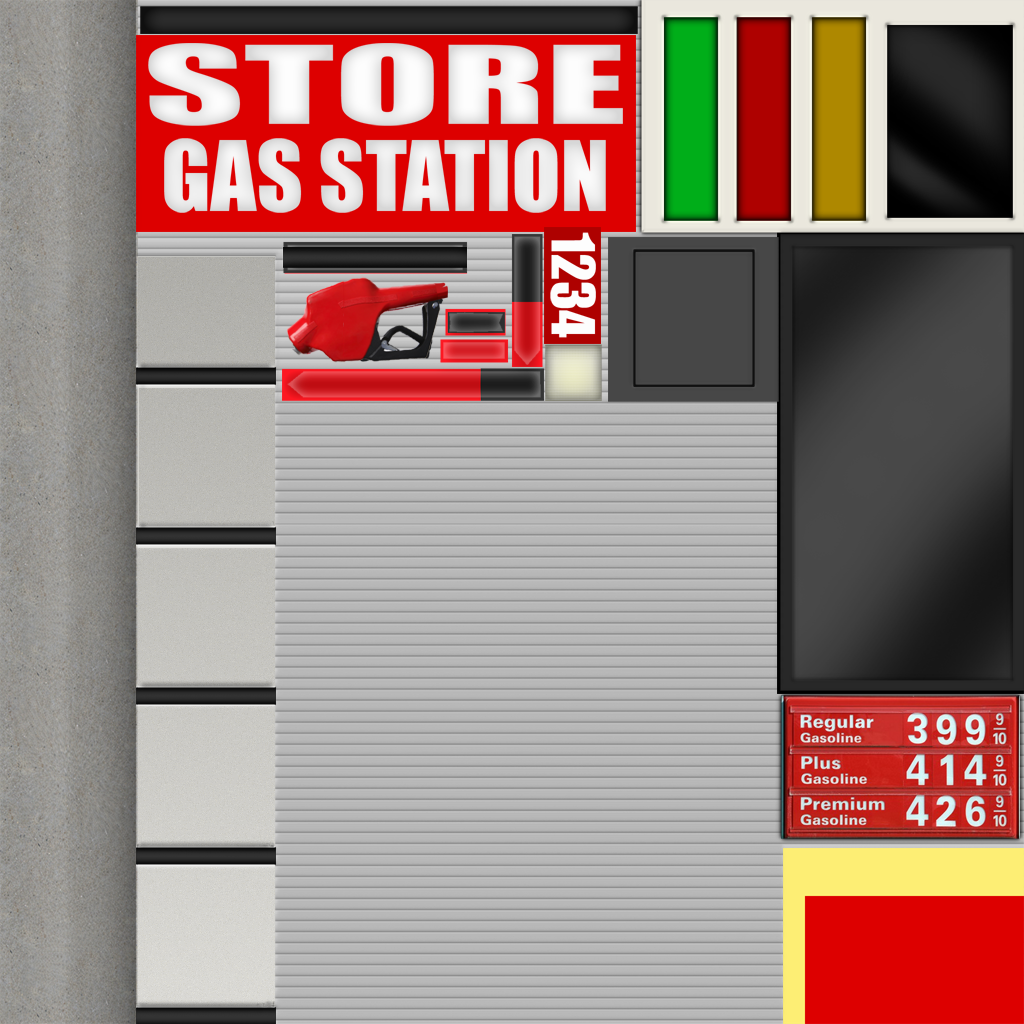 STORE
GAS STATION
1234
Regular
Gasoline
399 9/10
Plus
Gasoline
414 9/10
Premium
Gasoline
426 9/10